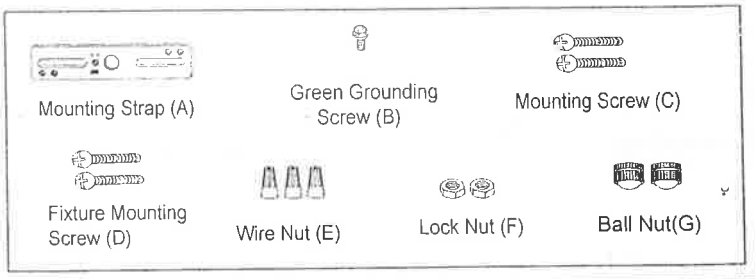 Mounting Strap (A)
Green Grounding
Screw (B)
Mounting Screw (C)
Fixture Mounting
Screw (D)
Wire Nut (E)
Lock Nut (F)
Ball Nut(G)